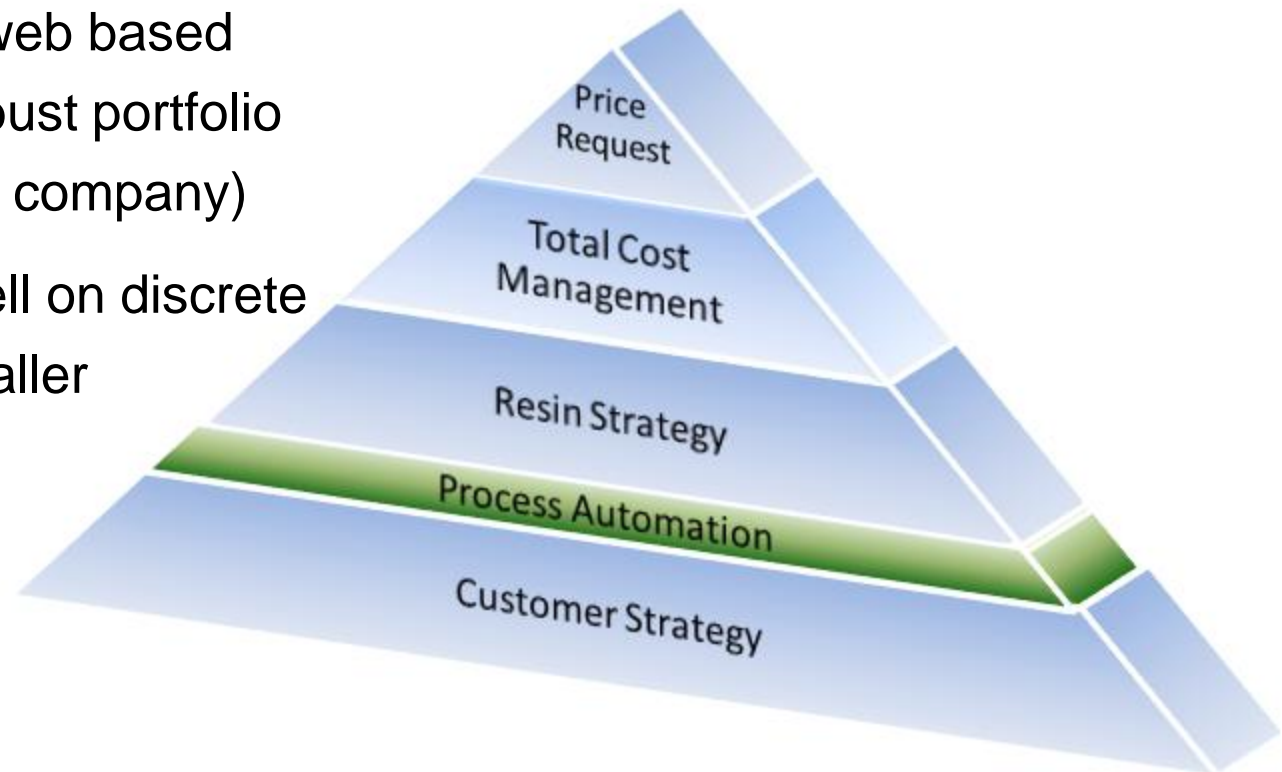 web based
ust portfolio
company)
ell on discrete
aller
Price
Request
Total Cost
Management
Resin Strategy
Process Automation
Customer Strategy